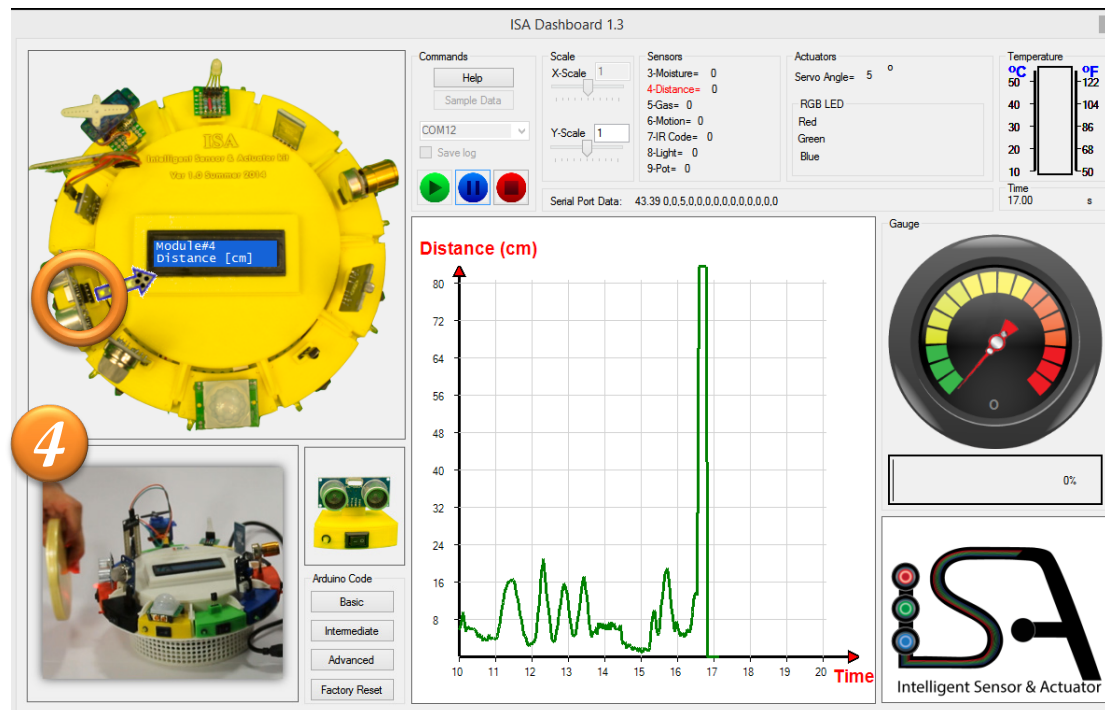 ISA Dashboard 1.3
ISA
Intelligent Sensor & Actuator kit
Ver 1.0 Summer 2014
Module#4
Distance [cm]
4
Commands
Help
Sample Data
COM12
Save log
Scale
X-Scale 1
Y-Scale 1
Sensors
3-Moisture= 0
4-Distance= 0
5-Gas= 0
6-Motion= 0
7-IR Code= 0
8-Light= 0
9-Pot= 0
Actuators
Servo Angle= 5 o
RGB LED
Red
Green
Blue
Serial Port Data: 43.39 0,0,5,0,0,0,0,0,0,0,0,0,0,0
Temperature
ºC ºF
50 122
40 104
30 86
20 68
10 50
Time
17.00 s
Distance (cm)
80
72
64
56
48
40
32
24
16
8
10 11 12 13 14 15 16 17 18 19 20
Time
Arduino Code
Basic
Intermediate
Advanced
Factory Reset
Gauge
0
0%
iSA
Intelligent Sensor & Actuator